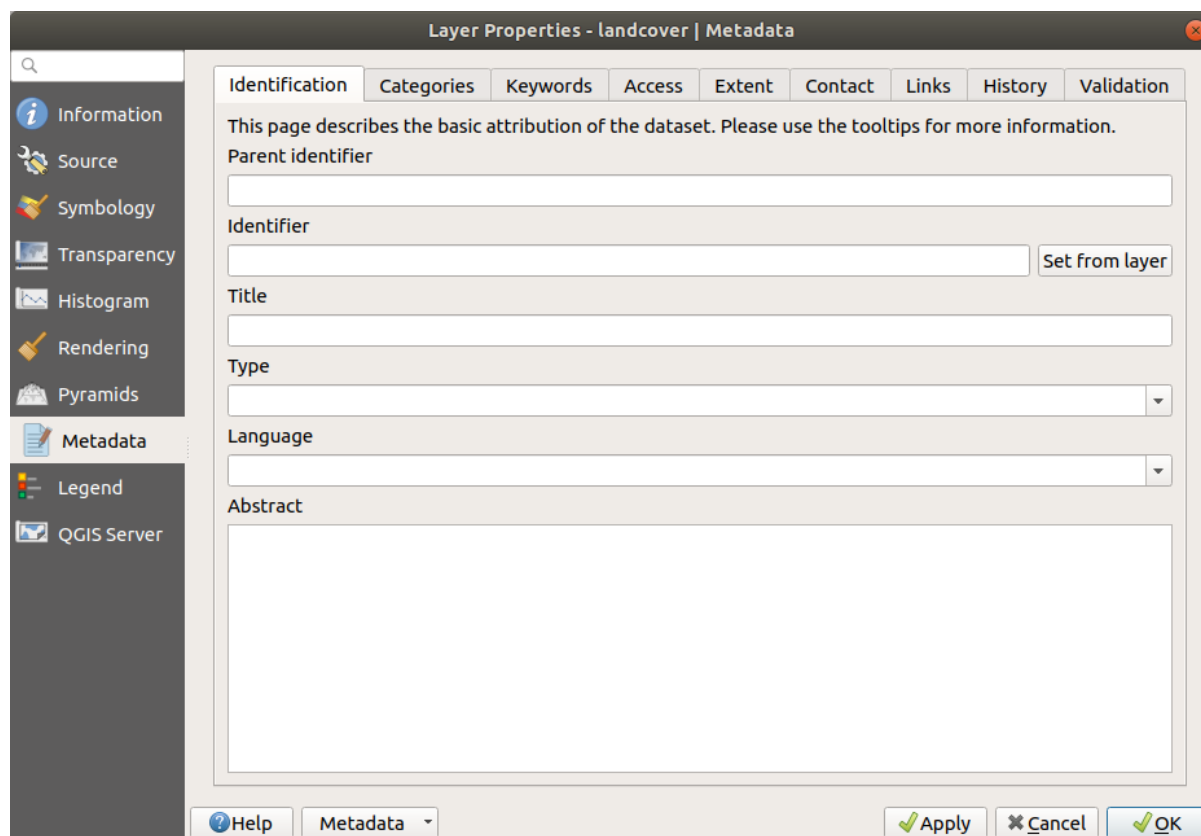 Layer Properties - landcover | Metadata
Information
Source
Symbology
Transparency
Histogram
Rendering
Pyramids
Metadata
Legend
QGIS Server
Identification Categories Keywords Access Extent Contact Links History Validation
This page describes the basic attribution of the dataset. Please use the tooltips for more information.
Parent identifier
Identifier
Set from layer
Title
Type
Language
Abstract
Help Metadata Apply Cancel OK